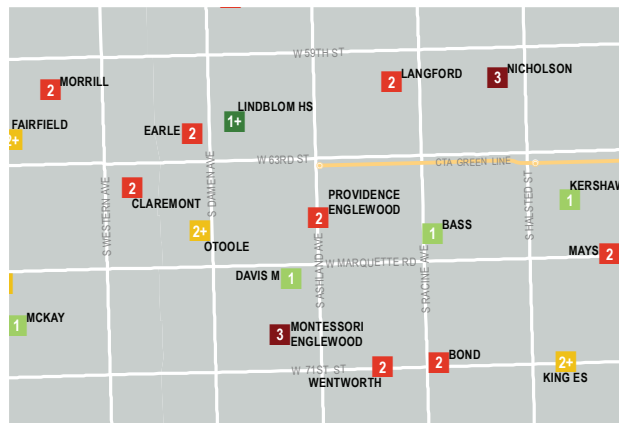 W 59TH ST
2 MORRILL
2 LANGFORD
3 NICHOLSON
FAIRFIELD
2+
EARLE 2
LINDBLOM HS
1+
W 63RD ST
CTA GREEN LINE
S WESTERN AVE
S DAMEN AVE
S ASHLAND AVE
S RACINE AVE
S HALSTED ST
2
CLAREMONT
PROVIDENCE
ENGLEWOOD
2
KERSHAW
1
2+
OTOOLE
1 BASS
MAYS 2
W MARQUETTE RD
DAVIS M 1
1 MCKAY
3 MONTESSORI
ENGLEWOOD
W 71ST ST
2
WENTWORTH
2 BOND
2+
KING ES